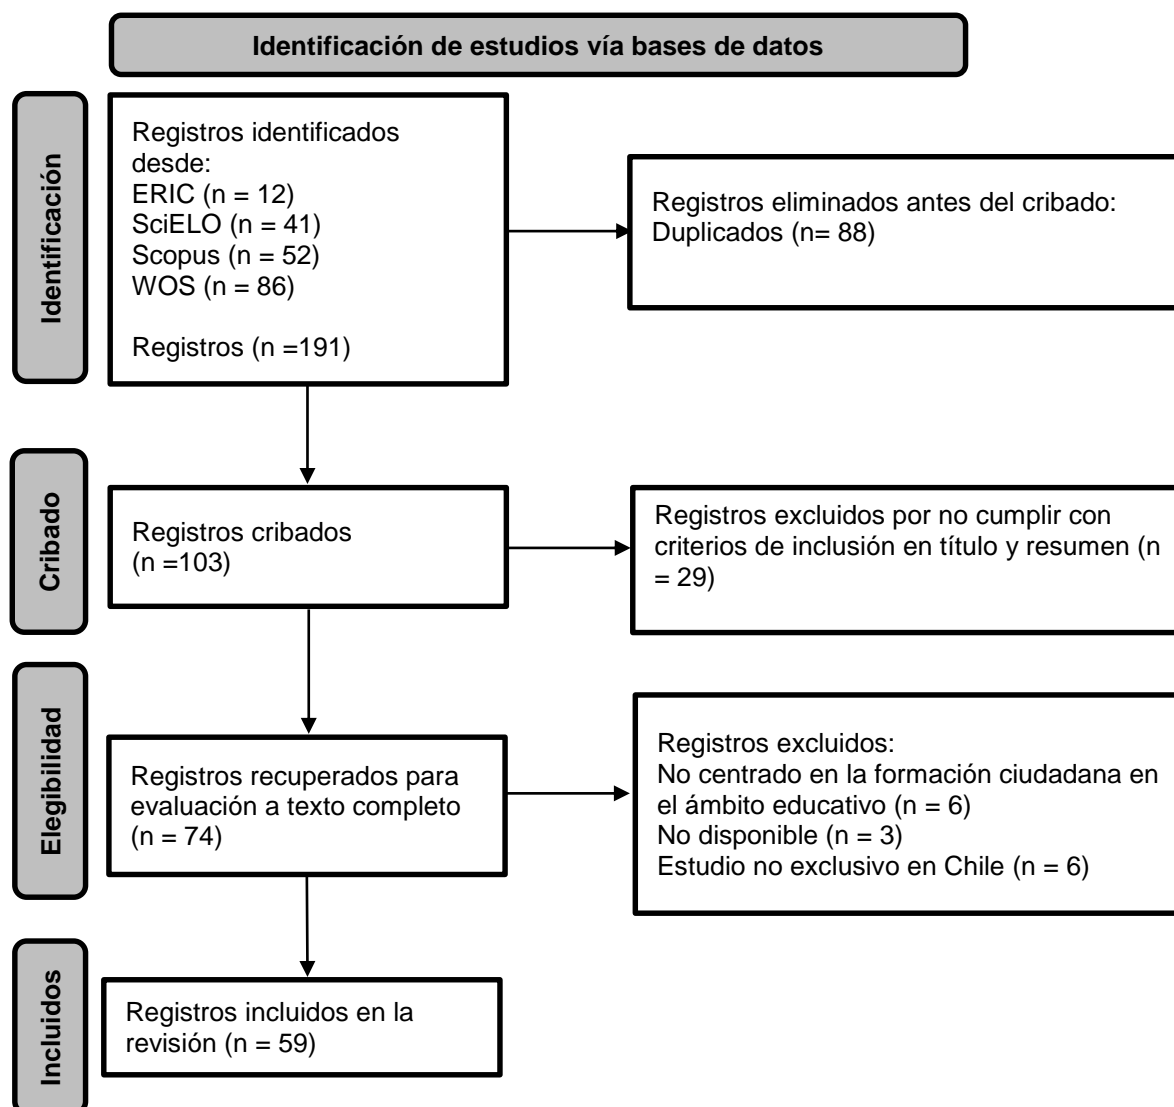 Identificación de estudios vía bases de datos
Identificación
Registros identificados
desde:
ERIC (n = 12)
SciELO (n = 41)
Scopus (n = 52)
WOS (n = 86)
Registros (n =191)
Registros eliminados antes del cribado:
Duplicados (n= 88)
Cribado
Registros cribados
(n =103)
Registros excluidos por no cumplir con
criterios de inclusión en título y resumen (n
= 29)
Elegibilidad
Registros recuperados para
evaluación a texto completo
(n = 74)
Registros excluidos:
No centrado en la formación ciudadana en
el ámbito educativo (n = 6)
No disponible (n = 3)
Estudio no exclusivo en Chile (n = 6)
Incluidos
Registros incluidos en la
revisión (n = 59)